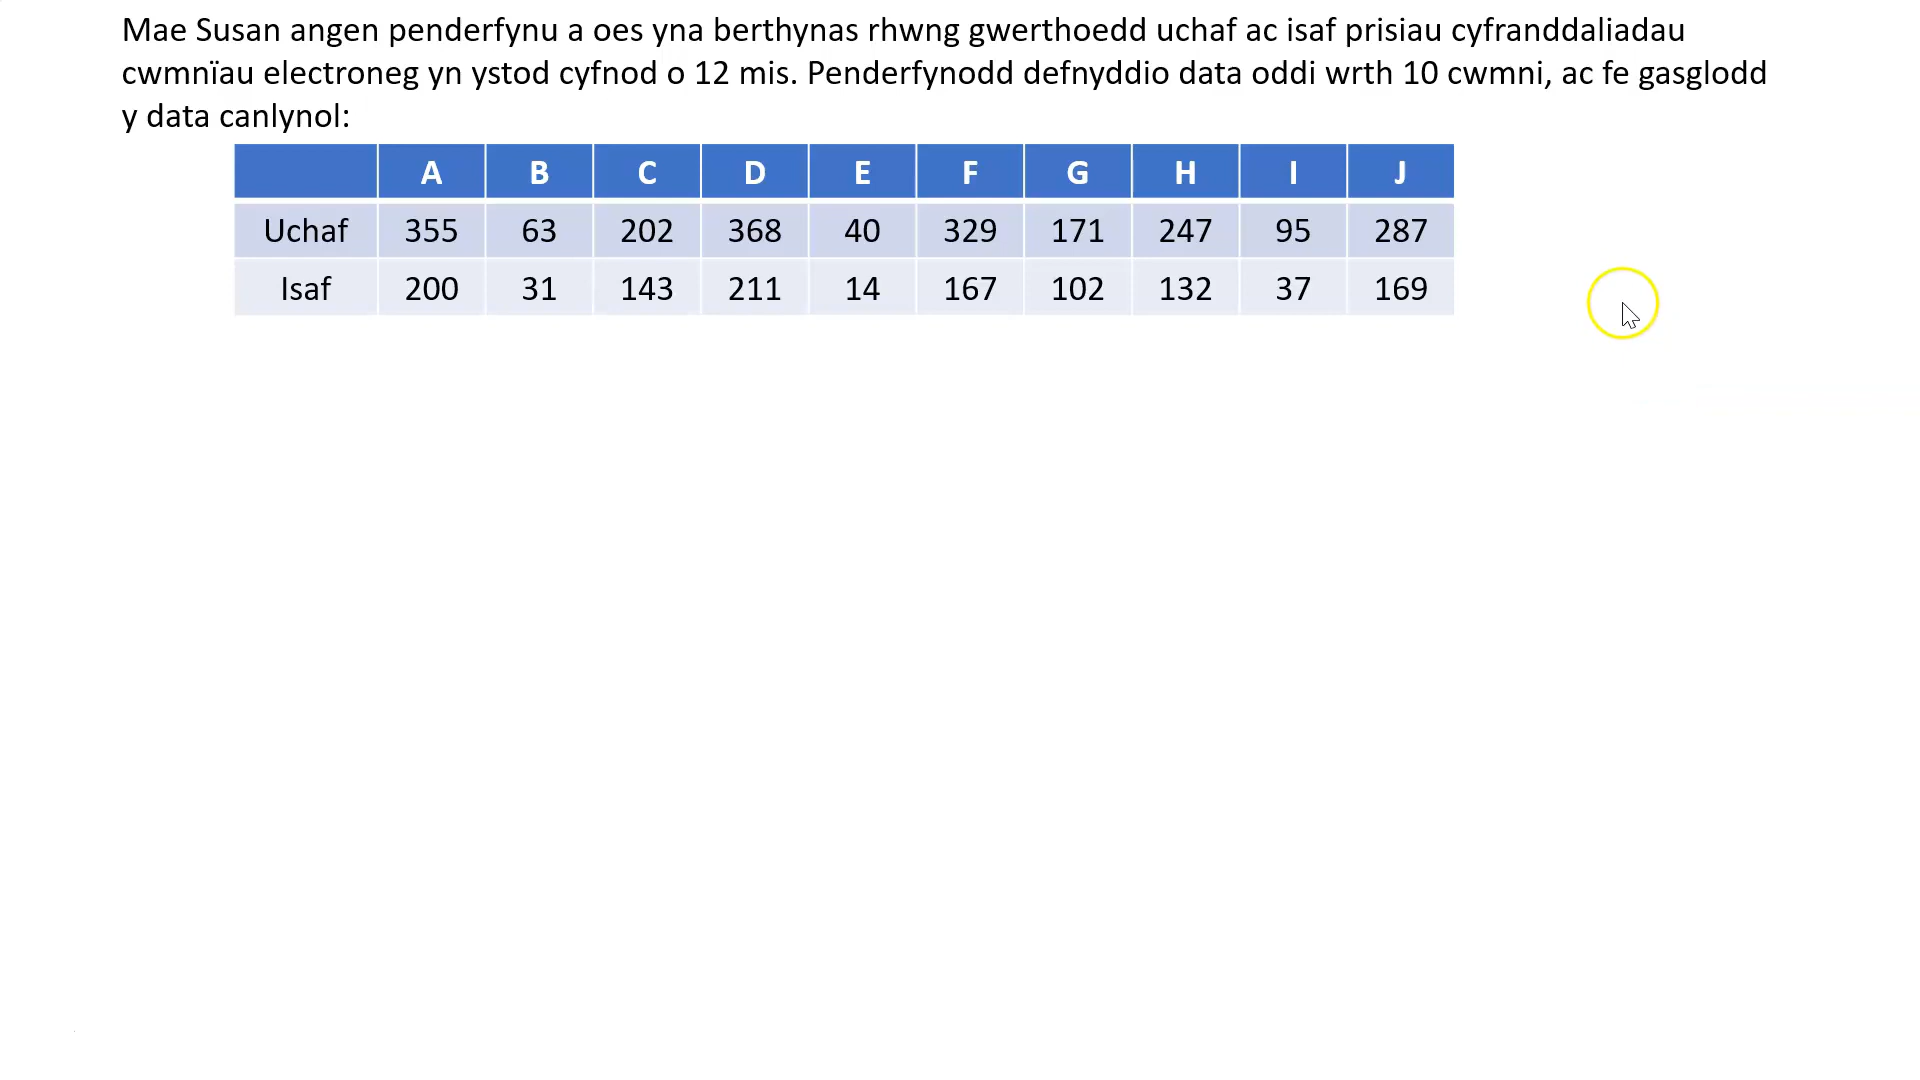 Mae Susan angen penderfynu a oes yna berthynas rhwng gwerthoedd uchaf ac isaf prisiau cyfranddaliadau
cwmnïau electroneg yn ystod cyfnod o 12 mis. Penderfynodd defnyddio data oddi wrth 10 cwmni, ac fe gasglodd
y data canlynol:
A B C D E F G H I J
Uchaf 355 63 202 368 40 329 171 247 95 287
Isaf 200 31 143 211 14 167 102 132 37 169